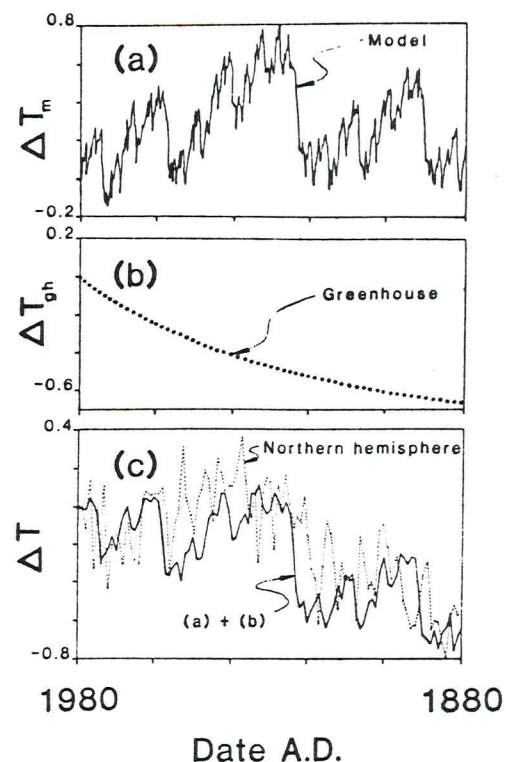 0.8
(a)
Model
ΔTm
-0.2
0.2
(b)
Greenhouse
ΔTgh
-0.6
0.4
(c)
Northern hemisphere
ΔT
(a) + (b)
-0.8
1980
1880
Date A.D.